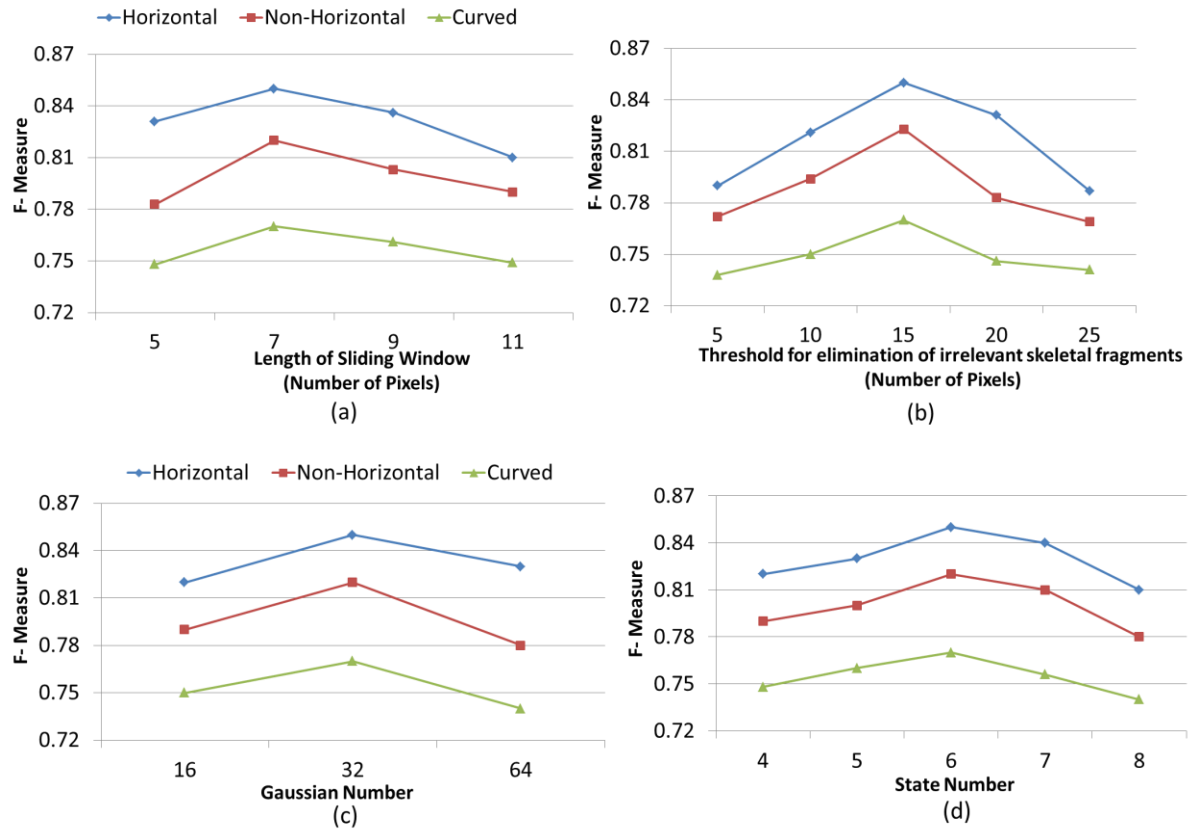 Horizontal Non-Horizontal Curved
0.87
0.84
0.81
0.78
0.75
0.72
F- Measure
5 7 9 11
Length of Sliding Window
(Number of Pixels)
(a)
0.87
0.84
0.81
0.78
0.75
0.72
F- Measure
5 10 15 20 25
Threshold for elimination of irrelevant skeletal fragments
(Number of Pixels)
(b)
Horizontal Non-Horizontal Curved
0.87
0.84
0.81
0.78
0.75
0.72
F- Measure
16 32 64
Gaussian Number
(c)
0.87
0.84
0.81
0.78
0.75
0.72
F- Measure
4 5 6 7 8
State Number
(d)